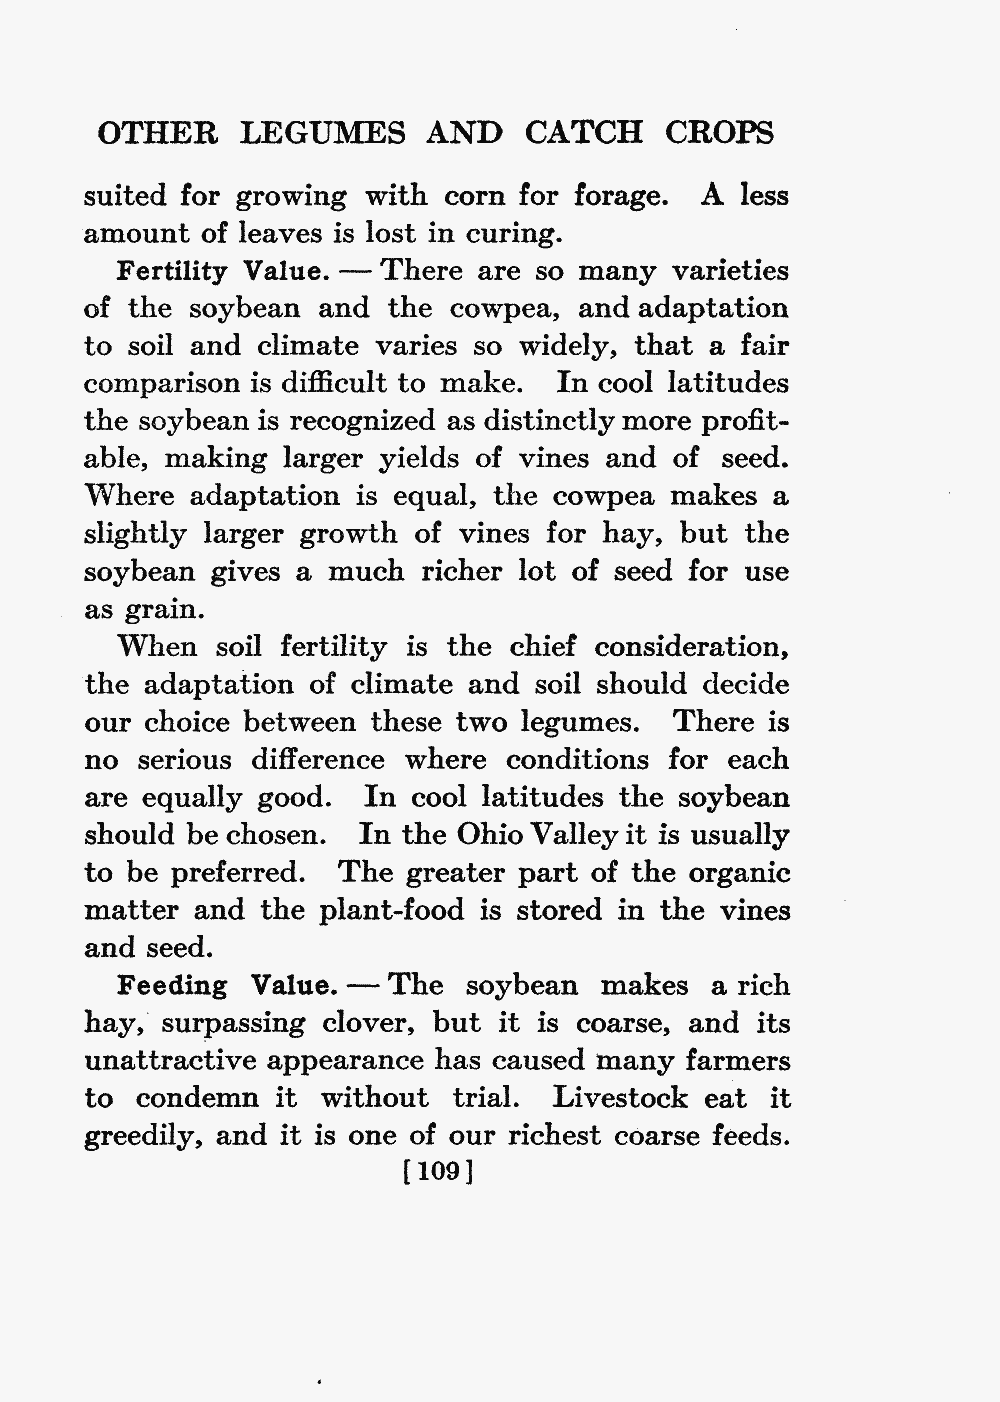 OTHER LEGUMES AND CATCH CROPS
suited for growing with corn for forage. A less
amount of leaves is lost in curing.
Fertility Value. — There are so many varieties
of the soybean and the cowpea, and adaptation
to soil and climate varies so widely, that a fair
comparison is difficult to make. In cool latitudes
the soybean is recognized as distinctly more profit-
able, making larger yields of vines and of seed.
Where adaptation is equal, the cowpea makes a
slightly larger growth of vines for hay, but the
soybean gives a much richer lot of seed for use
as grain.
When soil fertility is the chief consideration,
the adaptation of climate and soil should decide
our choice between these two legumes. There is
no serious difference where conditions for each
are equally good. In cool latitudes the soybean
should be chosen. In the Ohio Valley it is usually
to be preferred. The greater part of the organic
matter and the plant-food is stored in the vines
and seed.
Feeding Value. — The soybean makes a rich
hay, surpassing clover, but it is coarse, and its
unattractive appearance has caused many farmers
to condemn it without trial. Livestock eat it
greedily, and it is one of our richest coarse feeds.
[109]